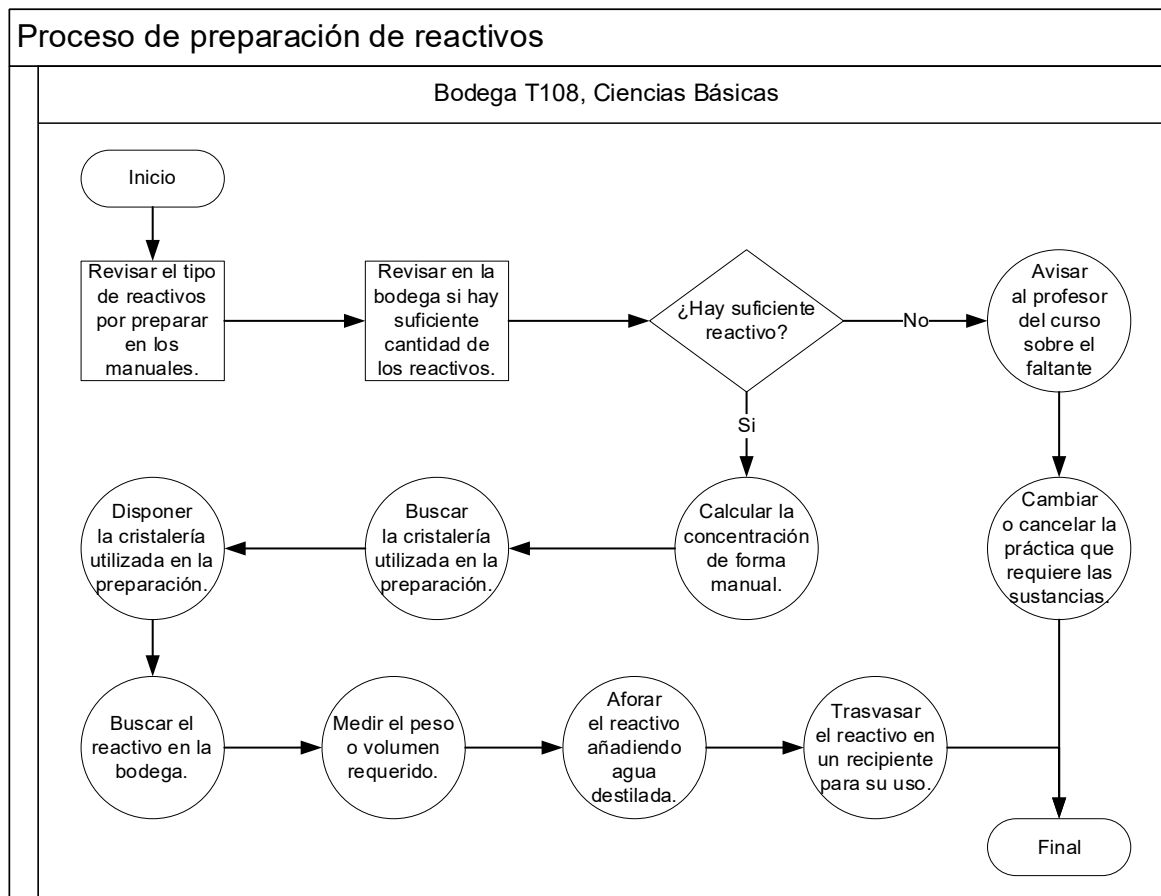 Proceso de preparación de reactivos
Bodega T108, Ciencias Básicas
Inicio
Revisar el tipo
de reactivos
por preparar
en los
manuales.
Revisar en la
bodega si hay
suficiente
cantidad de
los reactivos.
¿Hay suficiente
reactivo?
No
Avisar
al profesor
del curso
sobre el
faltante
Si
Disponer
la cristalería
utilizada en la
preparación.
Buscar
la cristalería
utilizada en la
preparación.
Calcular la
concentración
de forma
manual.
Cambiar
o cancelar la
práctica que
requiere las
sustancias.
Buscar el
reactivo en la
bodega.
Medir el peso
o volumen
requerido.
Aforar
el reactivo
añadiendo
agua
destilada.
Trasvasar
el reactivo en
un recipiente
para su uso.
Final